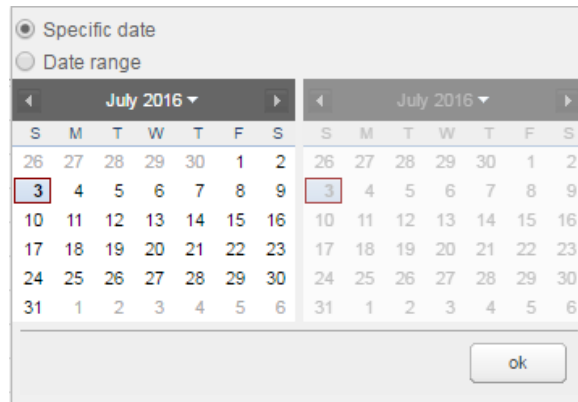 Specific date
Date range
July 2016 July 2016
S M T W T F S S M T W T F S
26 27 28 29 30 1 2 26 27 28 29 30 1 2
3 4 5 6 7 8 9 3 4 5 6 7 8 9
10 11 12 13 14 15 16 10 11 12 13 14 15 16
17 18 19 20 21 22 23 17 18 19 20 21 22 23
24 25 26 27 28 29 30 24 25 26 27 28 29 30
31 1 2 3 4 5 6 31 1 2 3 4 5 6
ok